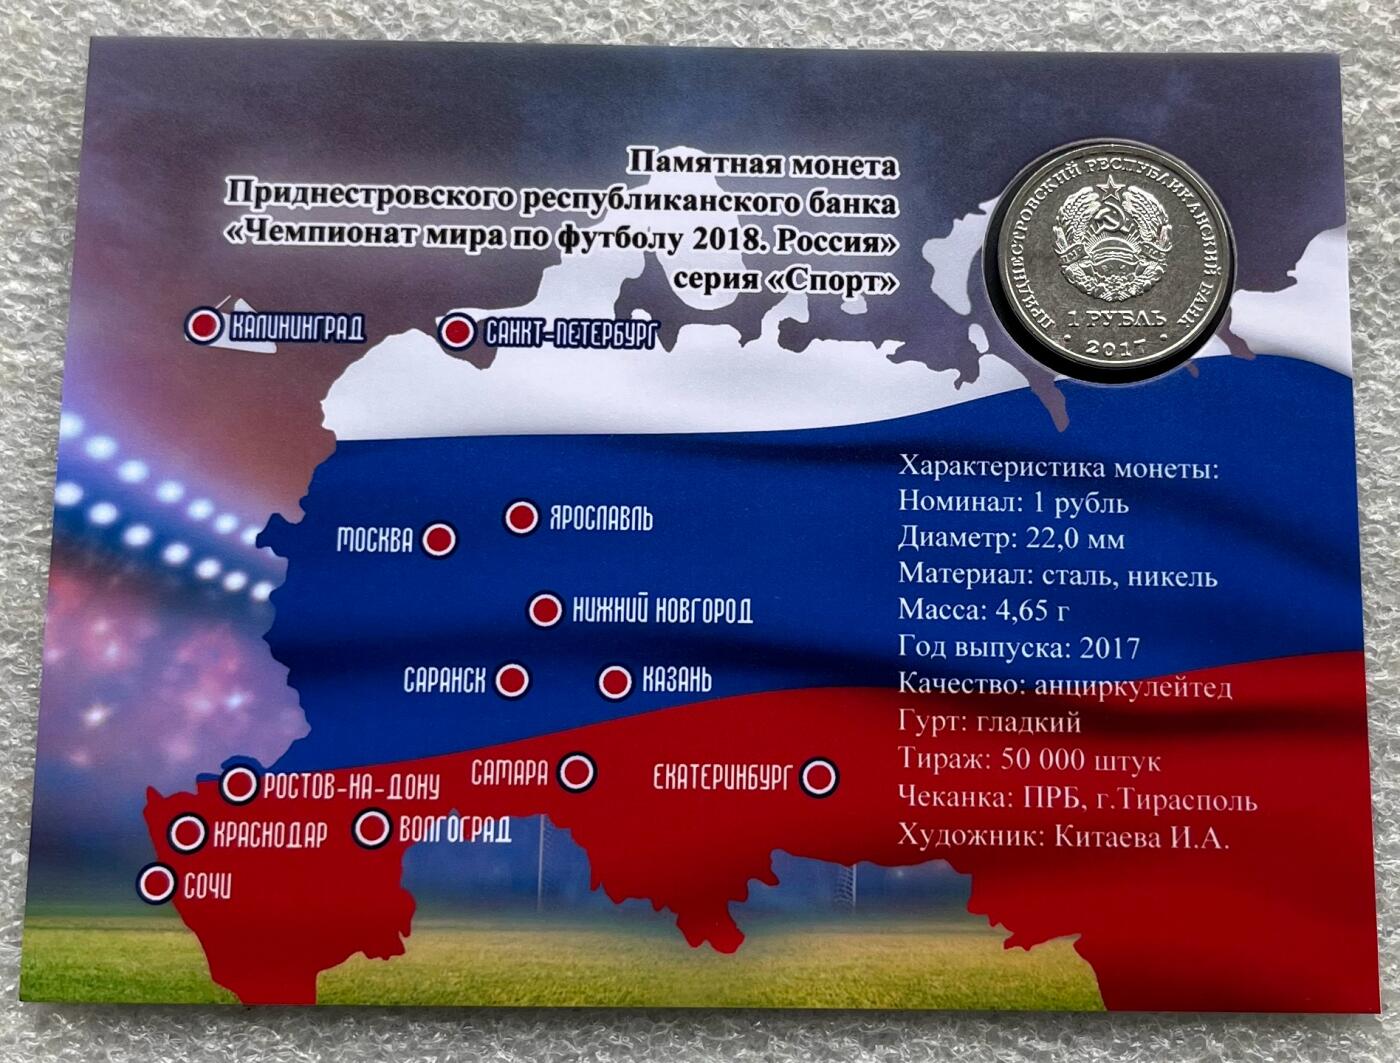 Памятная монета
Приднестровского республиканского банка
«Чемпионат мира по футболу 2018. Россия»
серия «Спорт»
ПРИДНЕСТРОВСКИЙ РЕСПУБЛИКАНСКИЙ БАНК
1 РУБЛЬ
• 2017 •
КАЛИНИНГРАД
САНКТ-ПЕТЕРБУРГ
Характеристика монеты:
Номинал: 1 рубль
Диаметр: 22,0 мм
Материал: сталь, никель
Масса: 4,65 г
Год выпуска: 2017
Качество: анциркулейтед
Гурт: гладкий
Тираж: 50 000 штук
Чеканка: ПРБ, г.Тирасполь
Художник: Китаева И.А.
ЯРОСЛАВЛЬ
МОСКВА
НИЖНИЙ НОВГОРОД
САРАНСК
КАЗАНЬ
САМАРА
ЕКАТЕРИНБУРГ
РОСТОВ-НА-ДОНУ
КРАСНОДАР
ВОЛГОГРАД
СОЧИ